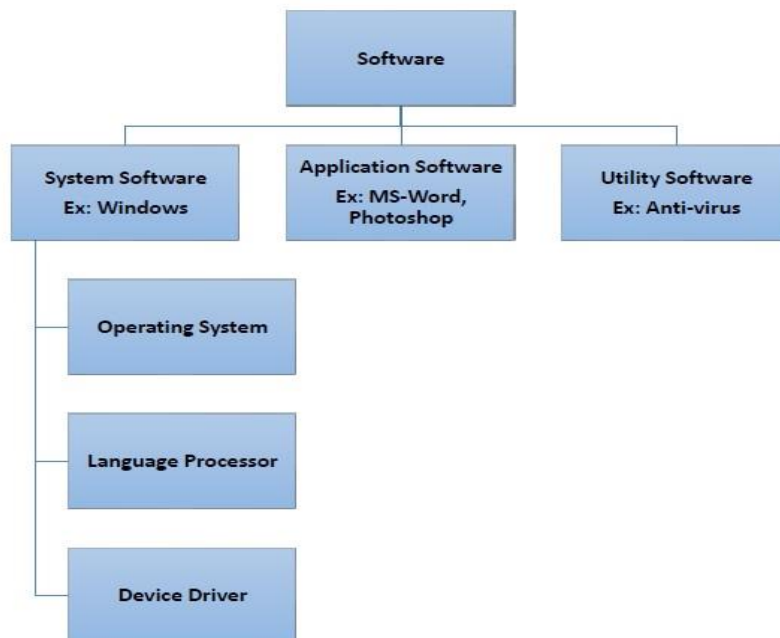 Software
System Software
Ex: Windows
Application Software
Ex: MS-Word,
Photoshop
Utility Software
Ex: Anti-virus
Operating System
Language Processor
Device Driver